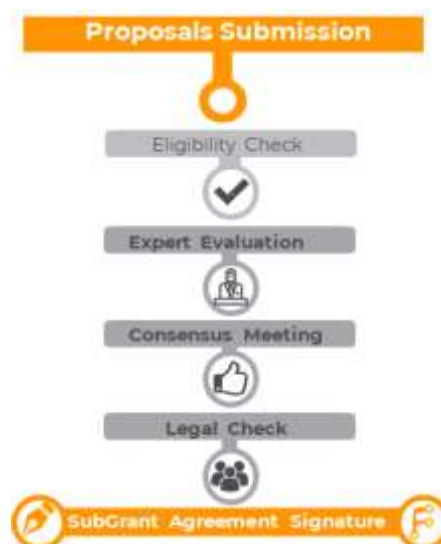 Proposals Submission
Eligibility Check
Expert Evaluation
Consensus Meeting
Legal Check
SubGrant Agreement Signature